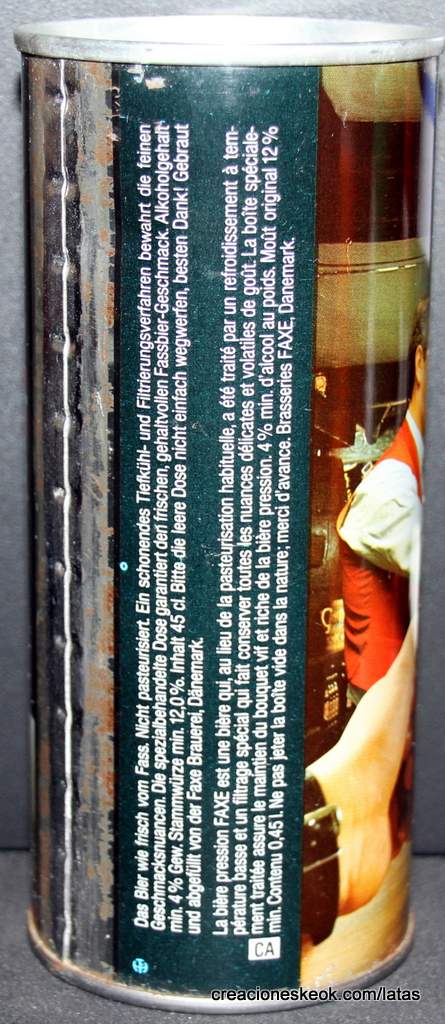 Das Bier wie frisch vom Fass. Nicht pasteurisiert. Ein schonendes Tiefkühl- und Filtrierungsverfahren bewahrt die feinen
Geschmacksnuancen. Die spezialbehandelte Dose garantiert den frischen, gehaltvollen Fassbier-Geschmack. Alkoholgehalt
min. 4% Gew. Stammwürze min. 12,0%. Inhalt 45 cl. Bitte die leere Dose nicht einfach wegwerfen, besten Dank! Gebraut
und abgefüllt von der Faxe Brauerei, Dänemark.
La bière pression FAXE est une bière qui, au lieu de la pasteurisation habituelle, a été traité par un refroidissement à tem-
pérature basse et un filtrage spécial qui fait conserver toutes les nuances délicates et volatiles de goût. La boîte spéciale-
ment traitée assure le maintien du bouquet vif et riche de la bière pression. 4% min. d'alcool au poids. Moût original 12%
min. Contenu 0,45 l. Ne pas jeter la boîte vide dans la nature; merci d'avance. Brasseries FAXE, Danemark.
CA
creacioneskeok.com/latas